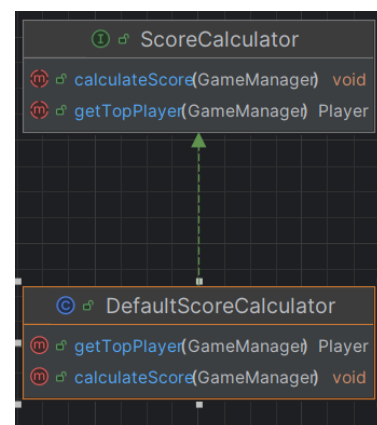 I ScoreCalculator
m calculateScore(GameManager) void
m getTopPlayer(GameManager) Player
C DefaultScoreCalculator
m getTopPlayer(GameManager) Player
m calculateScore(GameManager) void